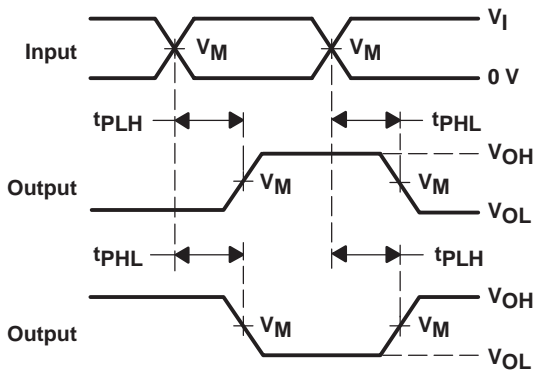 VI
Input VM VM
0 V
tPLH tPHL
VOH
Output VM VM
VOL
tPHL tPLH
VOH
Output VM VM
VOL